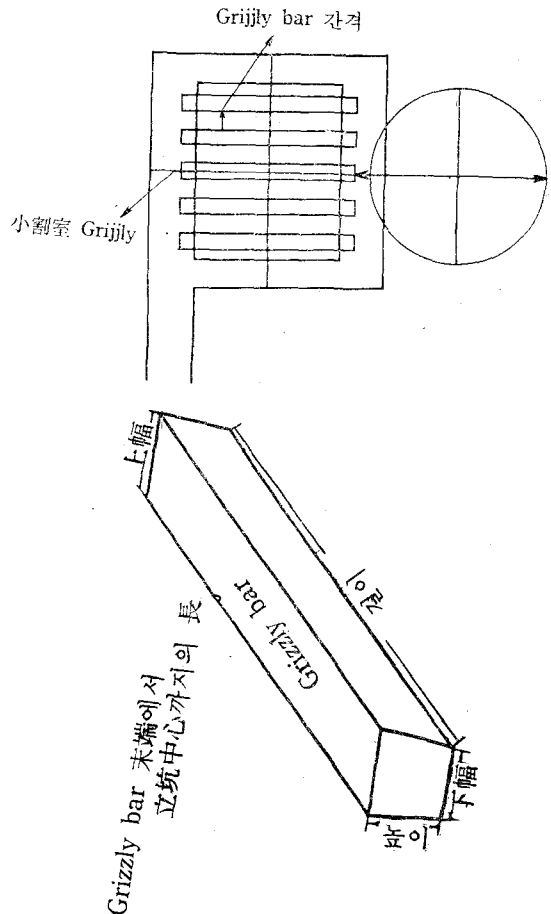 Grijjly bar 간격
小割室 Grijjly
上幅
Grizzly bar
길이
Grizzly bar 末端에서
立坑中心까지의 長
下幅
높이